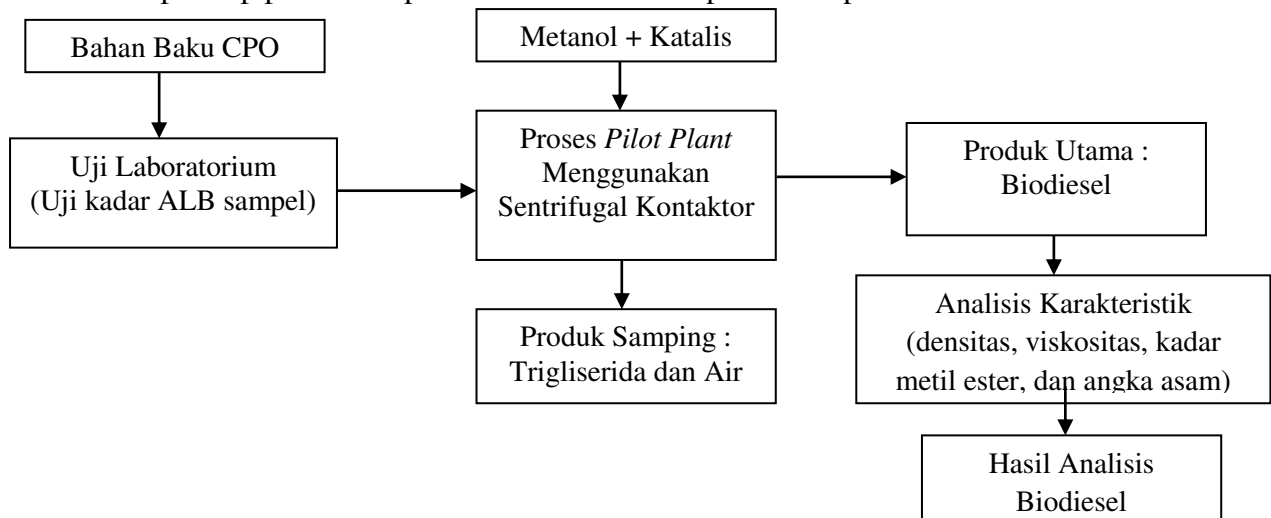 Bahan Baku CPO
Metanol + Katalis
Uji Laboratorium
(Uji kadar ALB sampel)
Proses Pilot Plant
Menggunakan
Sentrifugal Kontaktor
Produk Utama :
Biodiesel
Produk Samping :
Trigliserida dan Air
Analisis Karakteristik
(densitas, viskositas, kadar
metil ester, dan angka asam)
Hasil Analisis
Biodiesel